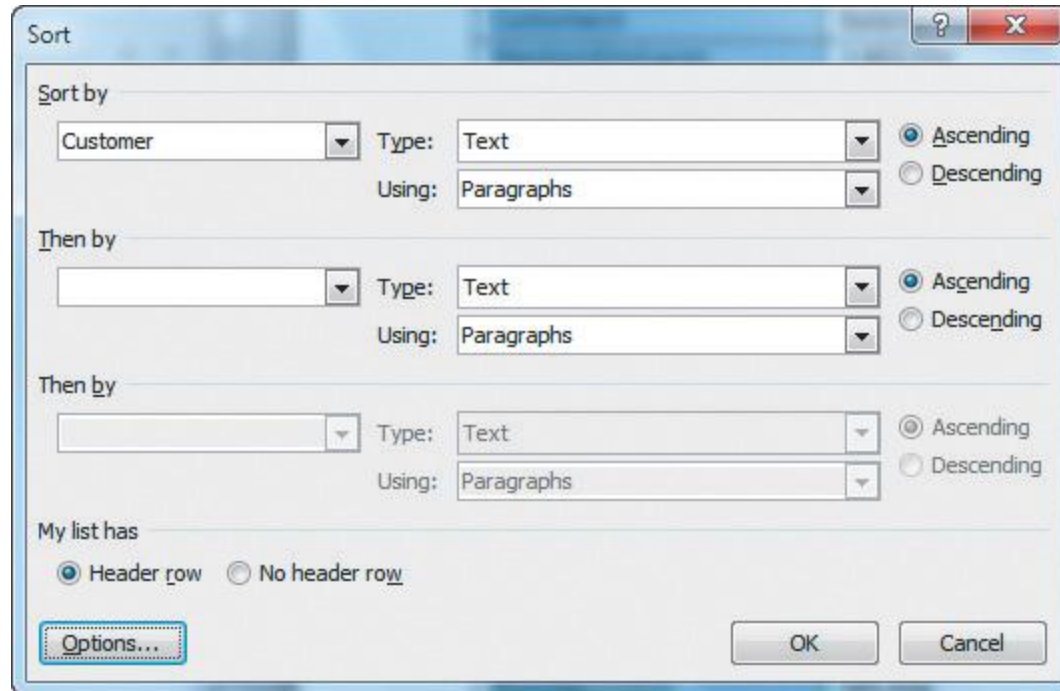 Sort
Sort by
Customer Type: Text Ascending
Using: Paragraphs Descending
Then by
Type: Text Ascending
Using: Paragraphs Descending
Then by
Type: Text Ascending
Using: Paragraphs Descending
My list has
Header row No header row
Options... OK Cancel